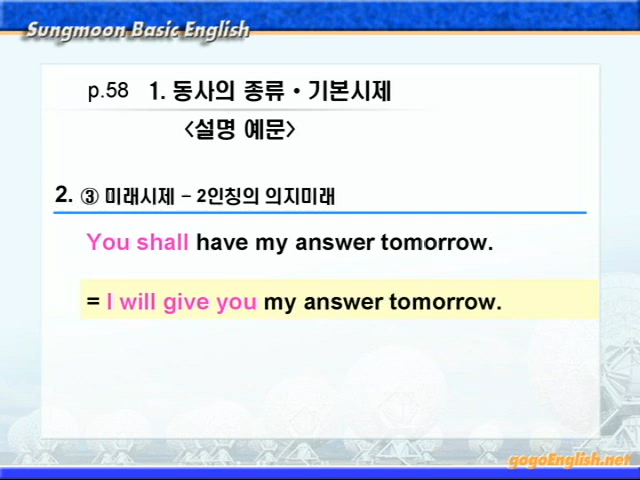 Sungmoon Basic English
p.58 1. 동사의 종류 • 기본시제
<설명 예문>
2. ③ 미래시제 - 2인칭의 의지미래
You shall have my answer tomorrow.
= I will give you my answer tomorrow.
gogoEnglish.net